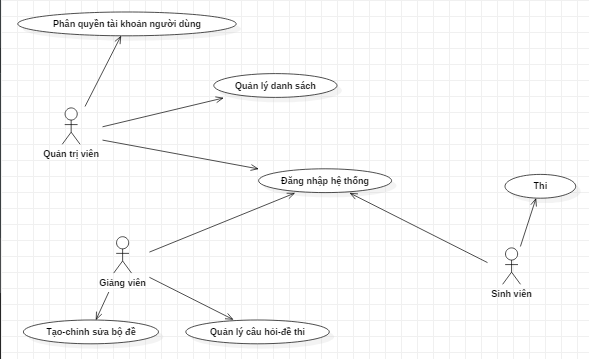 Phân quyền tài khoản người dùng
Quản lý danh sách
Quản trị viên
Đăng nhập hệ thống
Thi
Giảng viên
Sinh viên
Tạo-chỉnh sửa bộ đề
Quản lý câu hỏi-đề thi